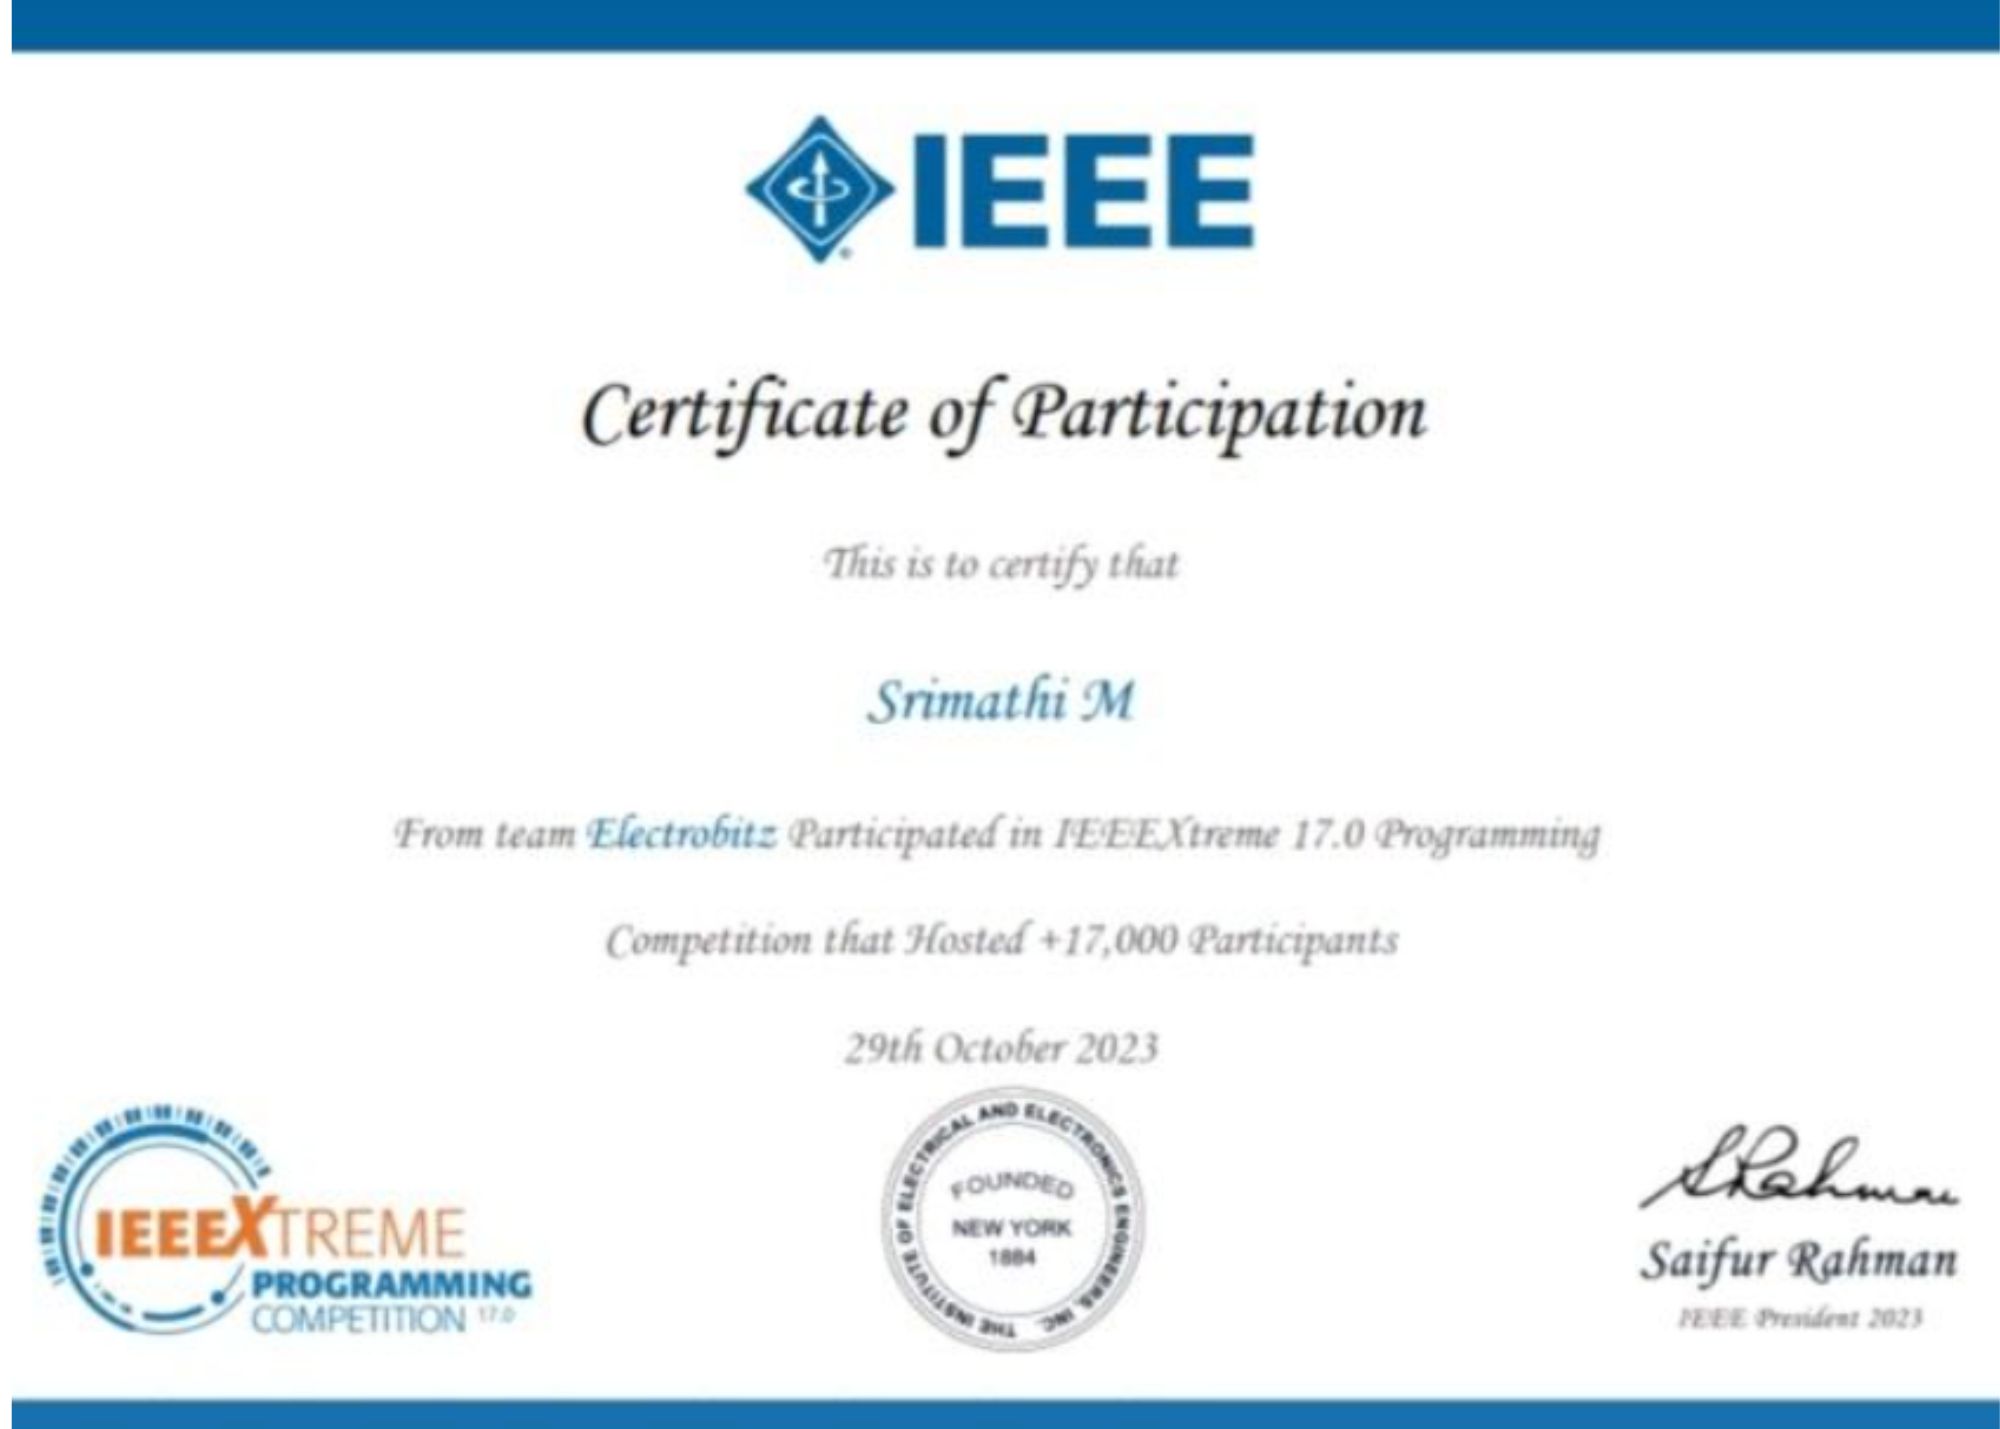 IEEE
Certificate of Participation
This is to certify that
Srimathi M
From team Electrobitz Participated in IEEEXtreme 17.0 Programming
Competition that Hosted +17,000 Participants
29th October 2023
IEEEXTREME
PROGRAMMING
COMPETITION 17.0
THE INSTITUTE OF ELECTRICAL AND ELECTRONICS ENGINEERS, INC.
FOUNDED
NEW YORK
1884
SRahman
Saifur Rahman
IEEE President 2023